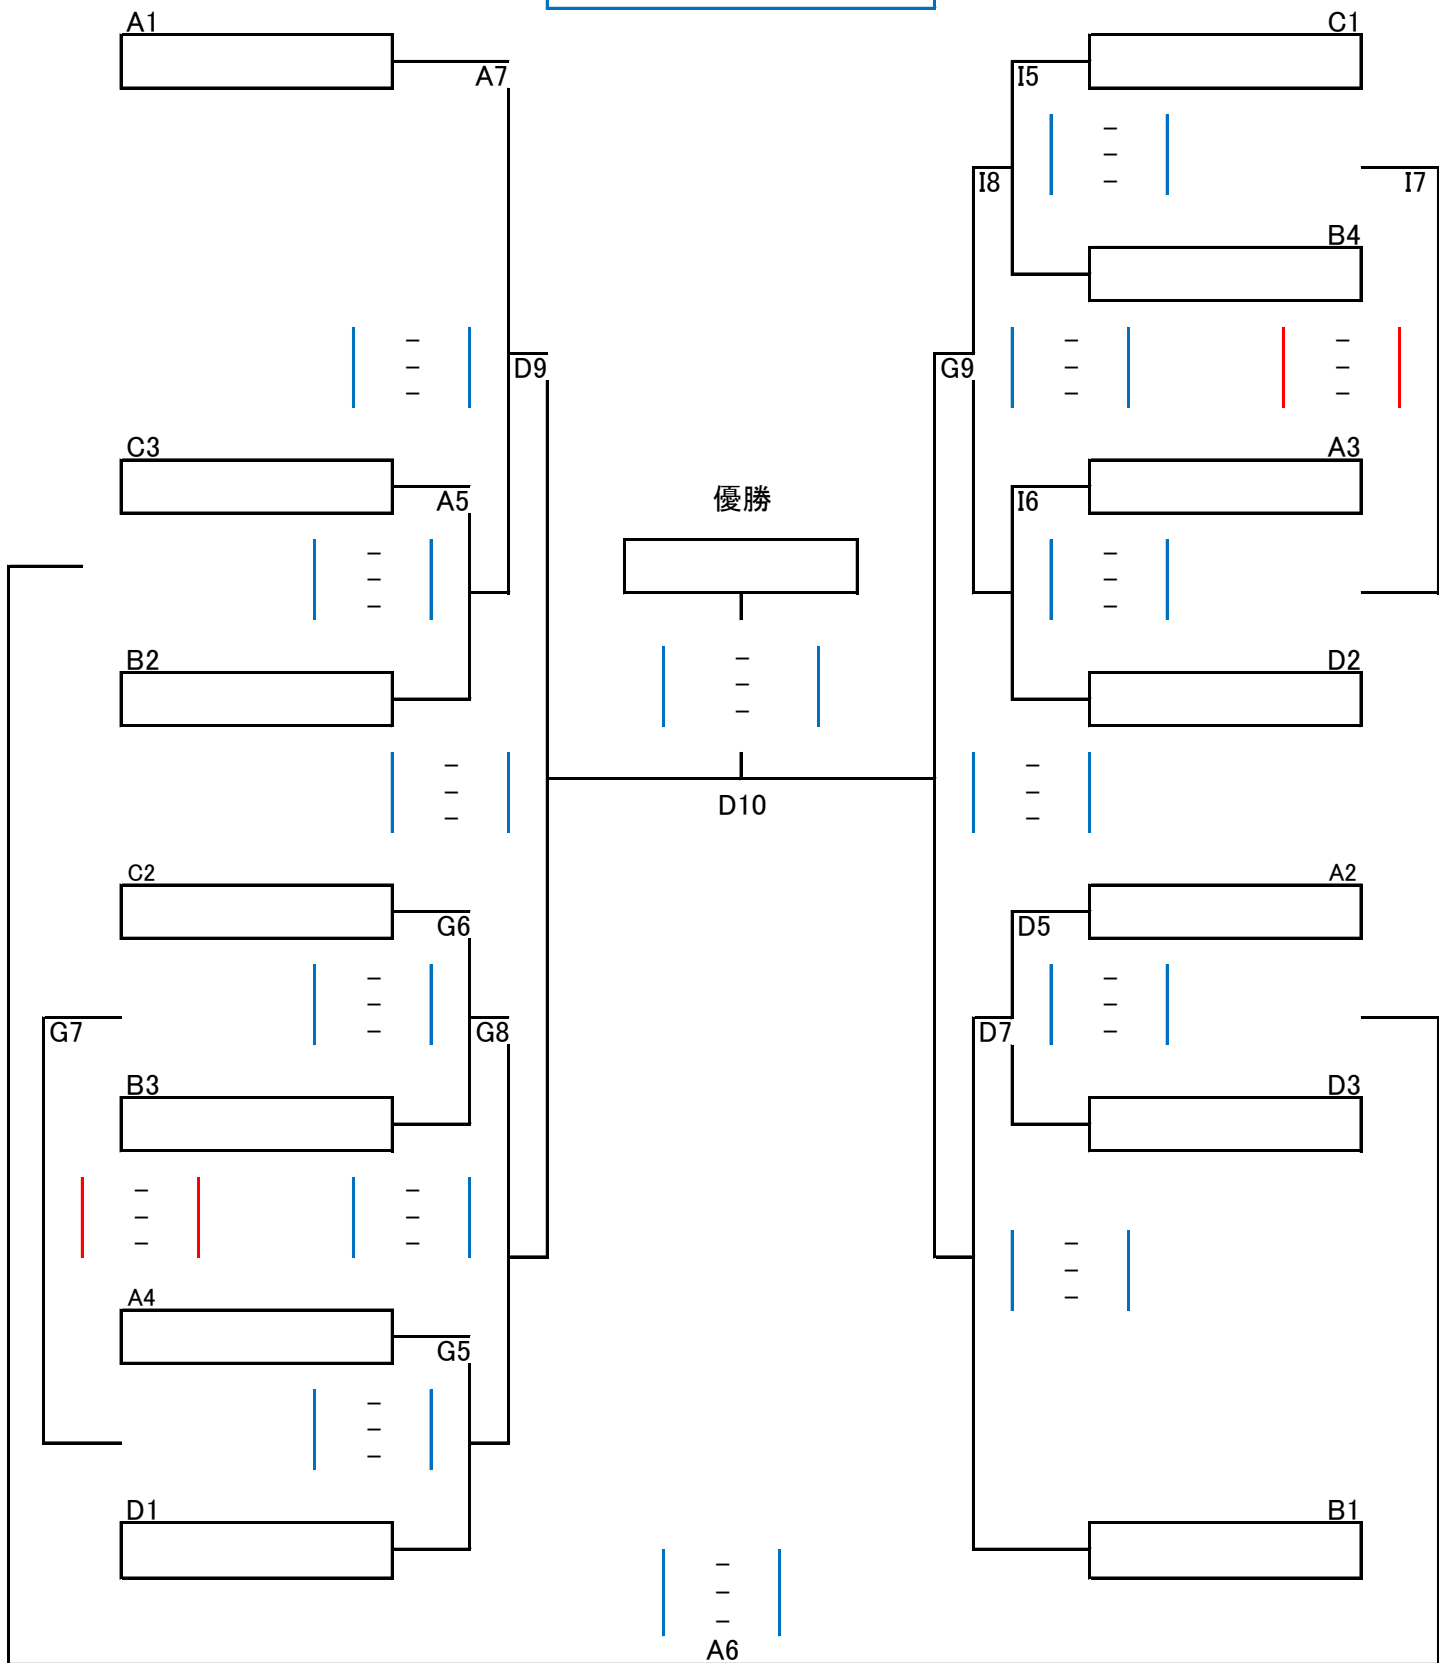 A1
C1
A7
I5
–
–
–
I8
I7
B4
–
–
–
–
–
–
–
–
–
D9
G9
C3
A3
A5
優勝
I6
–
–
–
–
–
–
B2
D2
–
–
–
–
–
–
–
–
–
D10
C2
A2
G6
D5
–
–
–
–
–
–
G7
G8
D7
B3
D3
–
–
–
–
–
–
–
–
–
A4
G5
–
–
–
D1
B1
–
–
–
A6